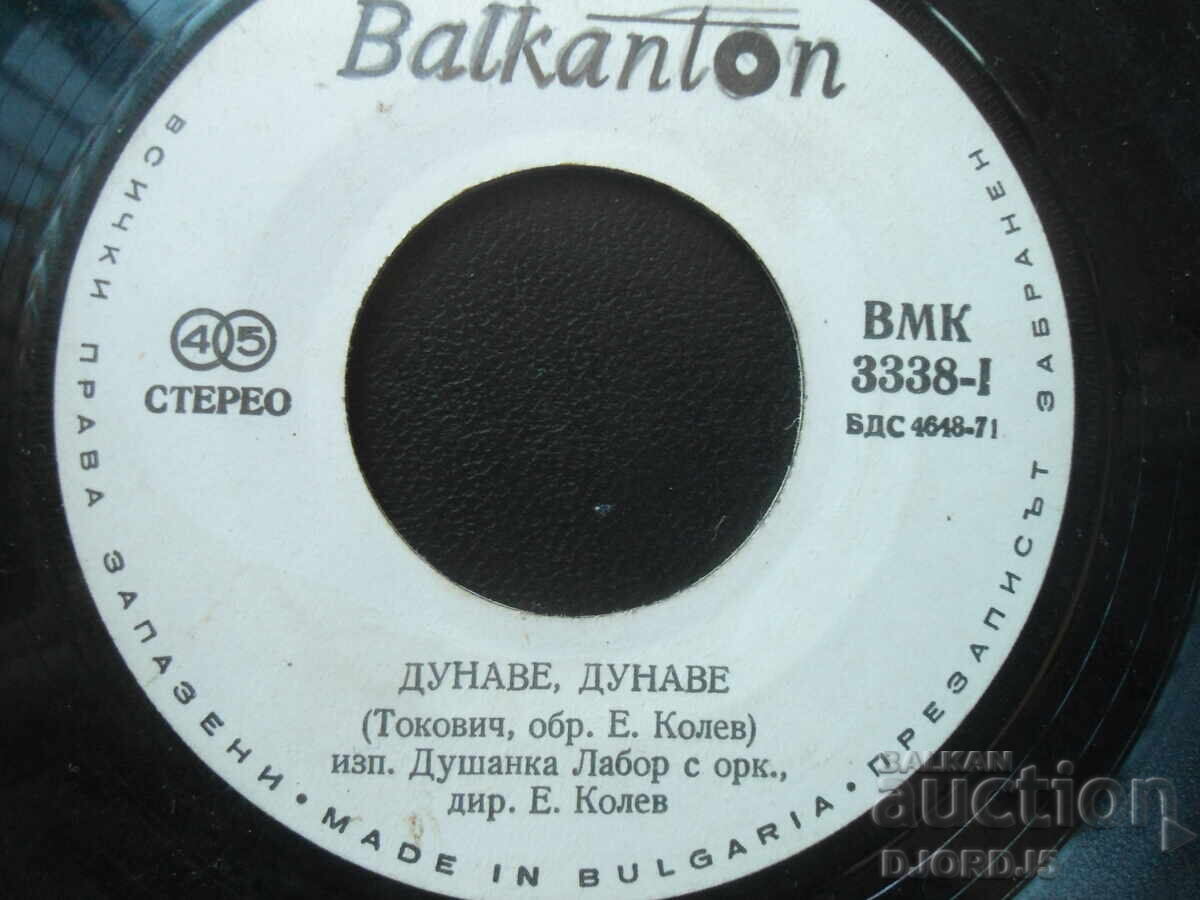 Balkanton
ВСИЧКИ ПРАВА ЗАПАЗЕНИ • MADE IN BULGARIA • ПРЕЗАПИСЪТ ЗАБРАНЕН
45
СТЕРЕО
ВМК
3338-I
БДС 4648-71
ДУНАВЕ, ДУНАВЕ
(Токович, обр. Е. Колев)
изп. Душанка Лабор с орк.,
дир. Е. Колев
BALKAN
auction
DJORDJ5